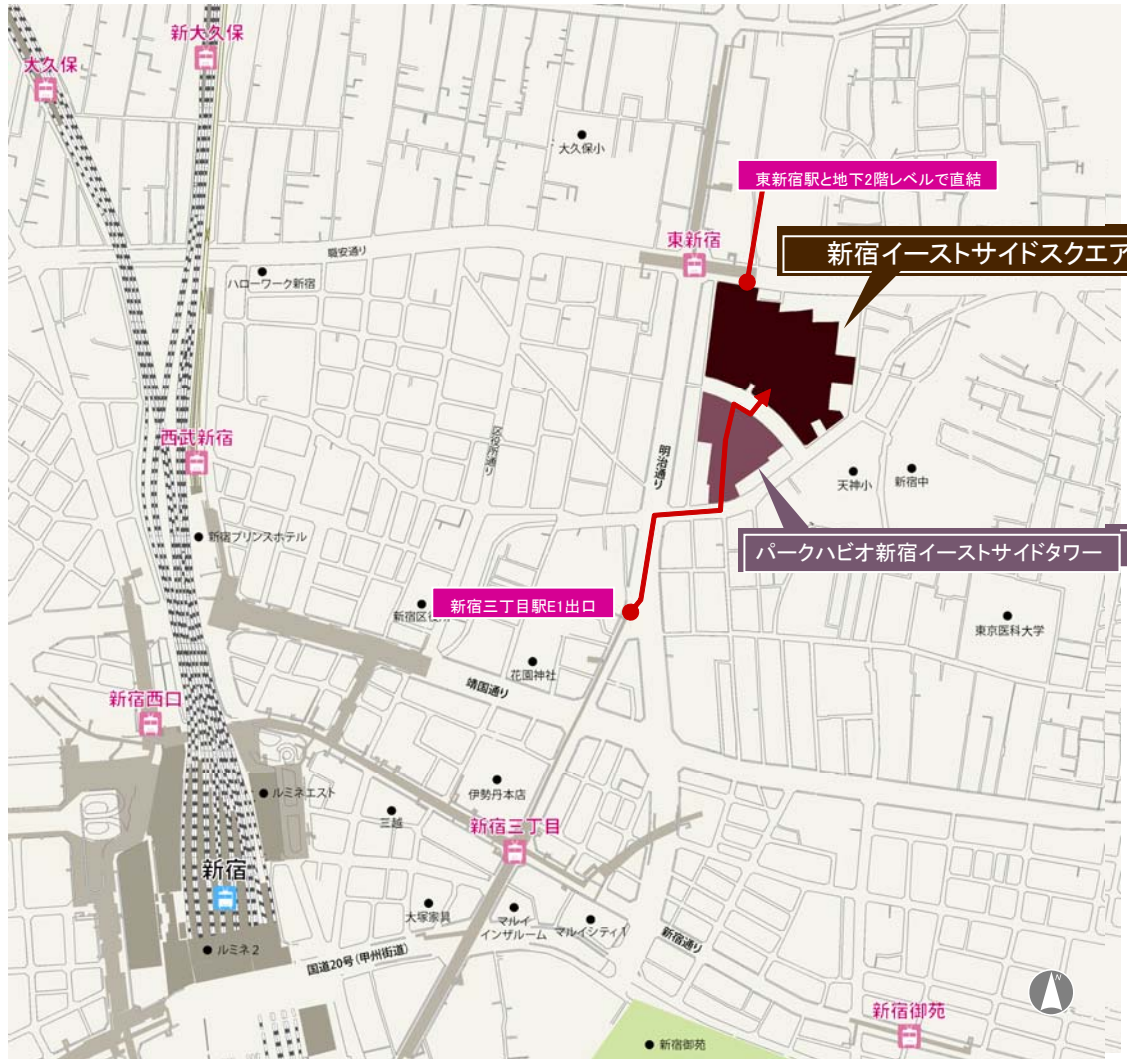 新大久保
大久保
大久保小
東新宿駅と地下2階レベルで直結
東新宿
新宿イーストサイドスクエア
職安通り
ハローワーク新宿
区役所通り
明治通り
西武新宿
天神小
新宿中
新宿プリンスホテル
パークハビオ新宿イーストサイドタワー
新宿三丁目駅E1出口
新宿区役所
東京医科大学
花園神社
靖国通り
新宿西口
ルミネエスト
伊勢丹本店
三越
新宿三丁目
新宿
大塚家具
マルイ
インザルーム
マルイシティ1
新宿通り
ルミネ2
国道20号(甲州街道)
N
新宿御苑
新宿御苑